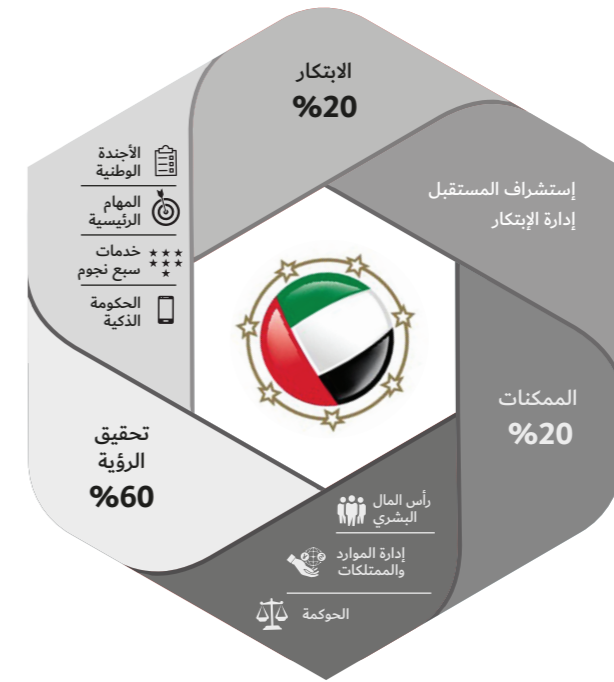 الابتكار
%20
إستشراف المستقبل
إدارة الإبتكار
الممكنات
%20
رأس المال
البشري
إدارة الموارد
والممتلكات
الحوكمة
تحقيق
الرؤية
%60
الأجندة
الوطنية
المهام
الرئيسية
خدمات
سبع نجوم
الحكومة
الذكية